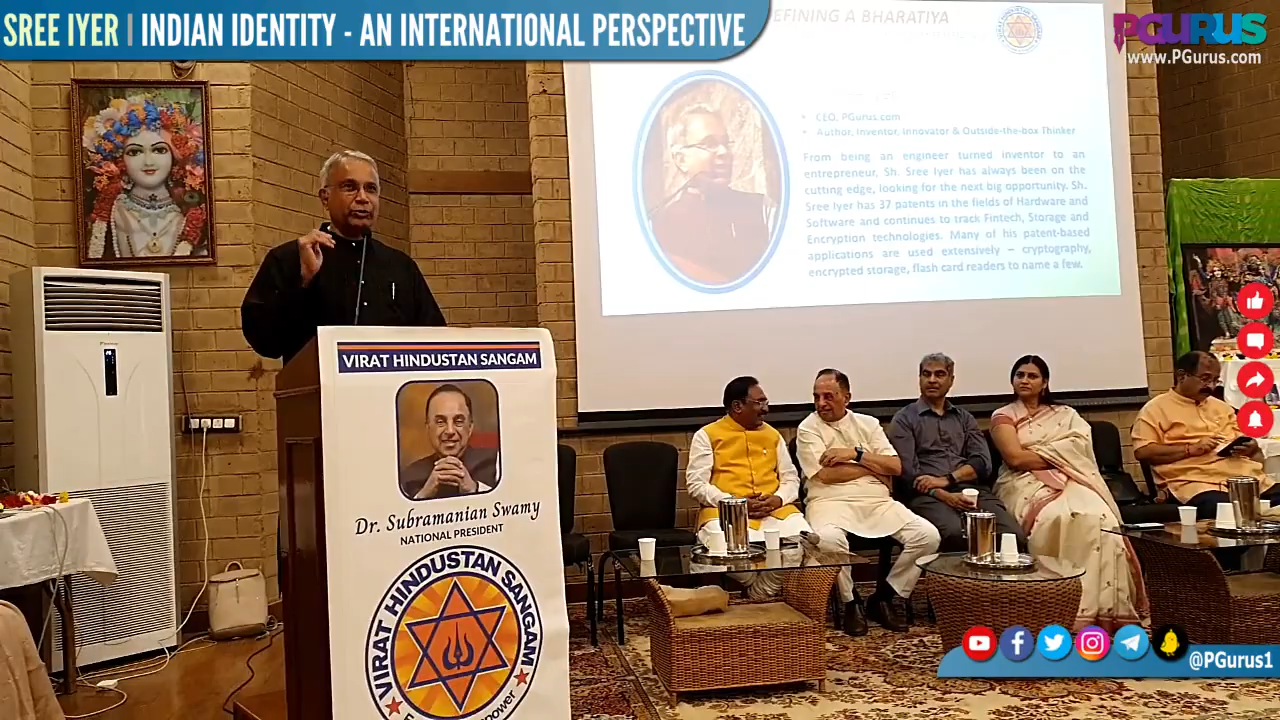 SREE IYER | INDIAN IDENTITY - AN INTERNATIONAL PERSPECTIVE
PGURUS
www.PGurus.com
DEFINING A BHARATIYA
• CEO, PGurus.com
• Author, Inventor, Innovator & Outside-the-box Thinker
From being an engineer turned inventor to an
entrepreneur, Sh. Sree Iyer has always been on the
cutting edge, looking for the next big opportunity. Sh.
Sree Iyer has 37 patents in the fields of Hardware and
Software and continues to track Fintech, Storage and
Encryption technologies. Many of his patent-based
applications are used extensively – cryptography,
encrypted storage, flash card readers to name a few.
VIRAT HINDUSTAN SANGAM
Dr. Subramanian Swamy
NATIONAL PRESIDENT
VIRAT HINDUSTAN SANGAM
@PGurus1